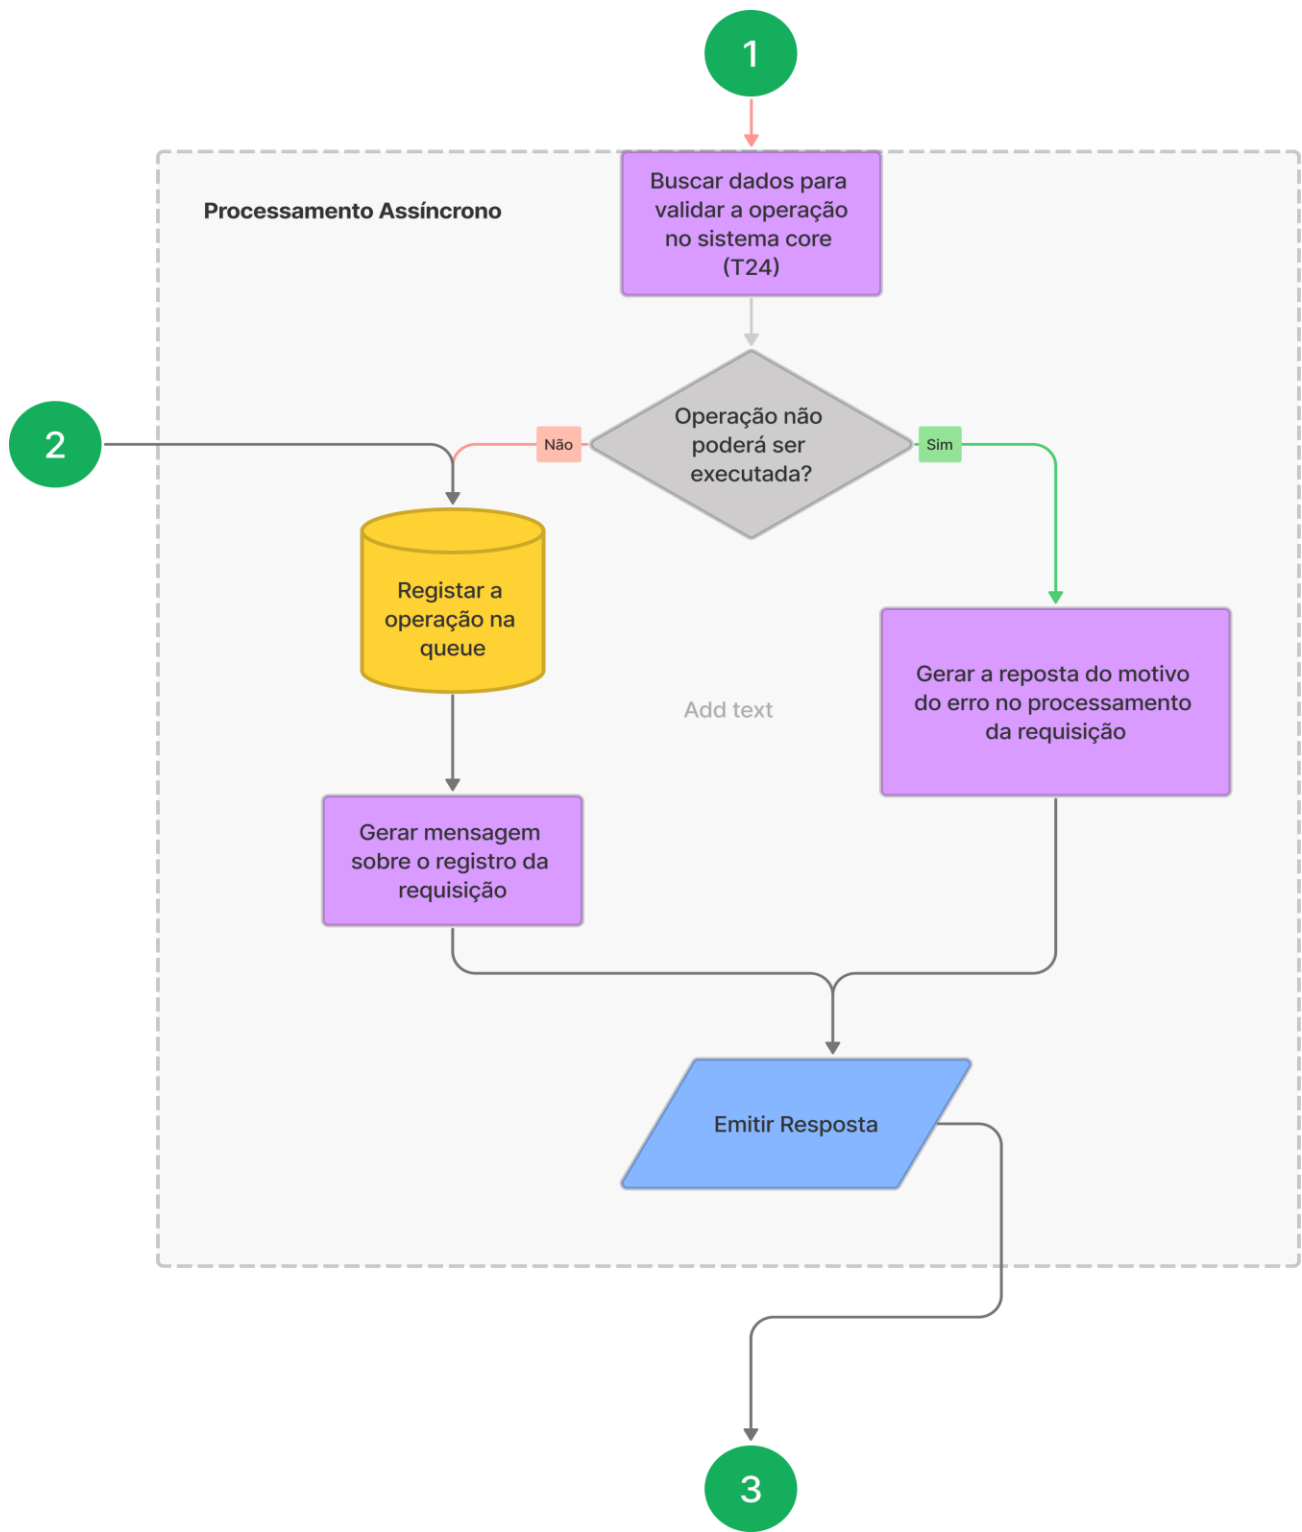 1
Processamento Assíncrono
Buscar dados para
validar a operação
no sistema core
(T24)
2
Não
Operação não
poderá ser
executada?
Sim
Registar a
operação na
queue
Gerar a reposta do motivo
do erro no processamento
da requisição
Add text
Gerar mensagem
sobre o registro da
requisição
Emitir Resposta
3